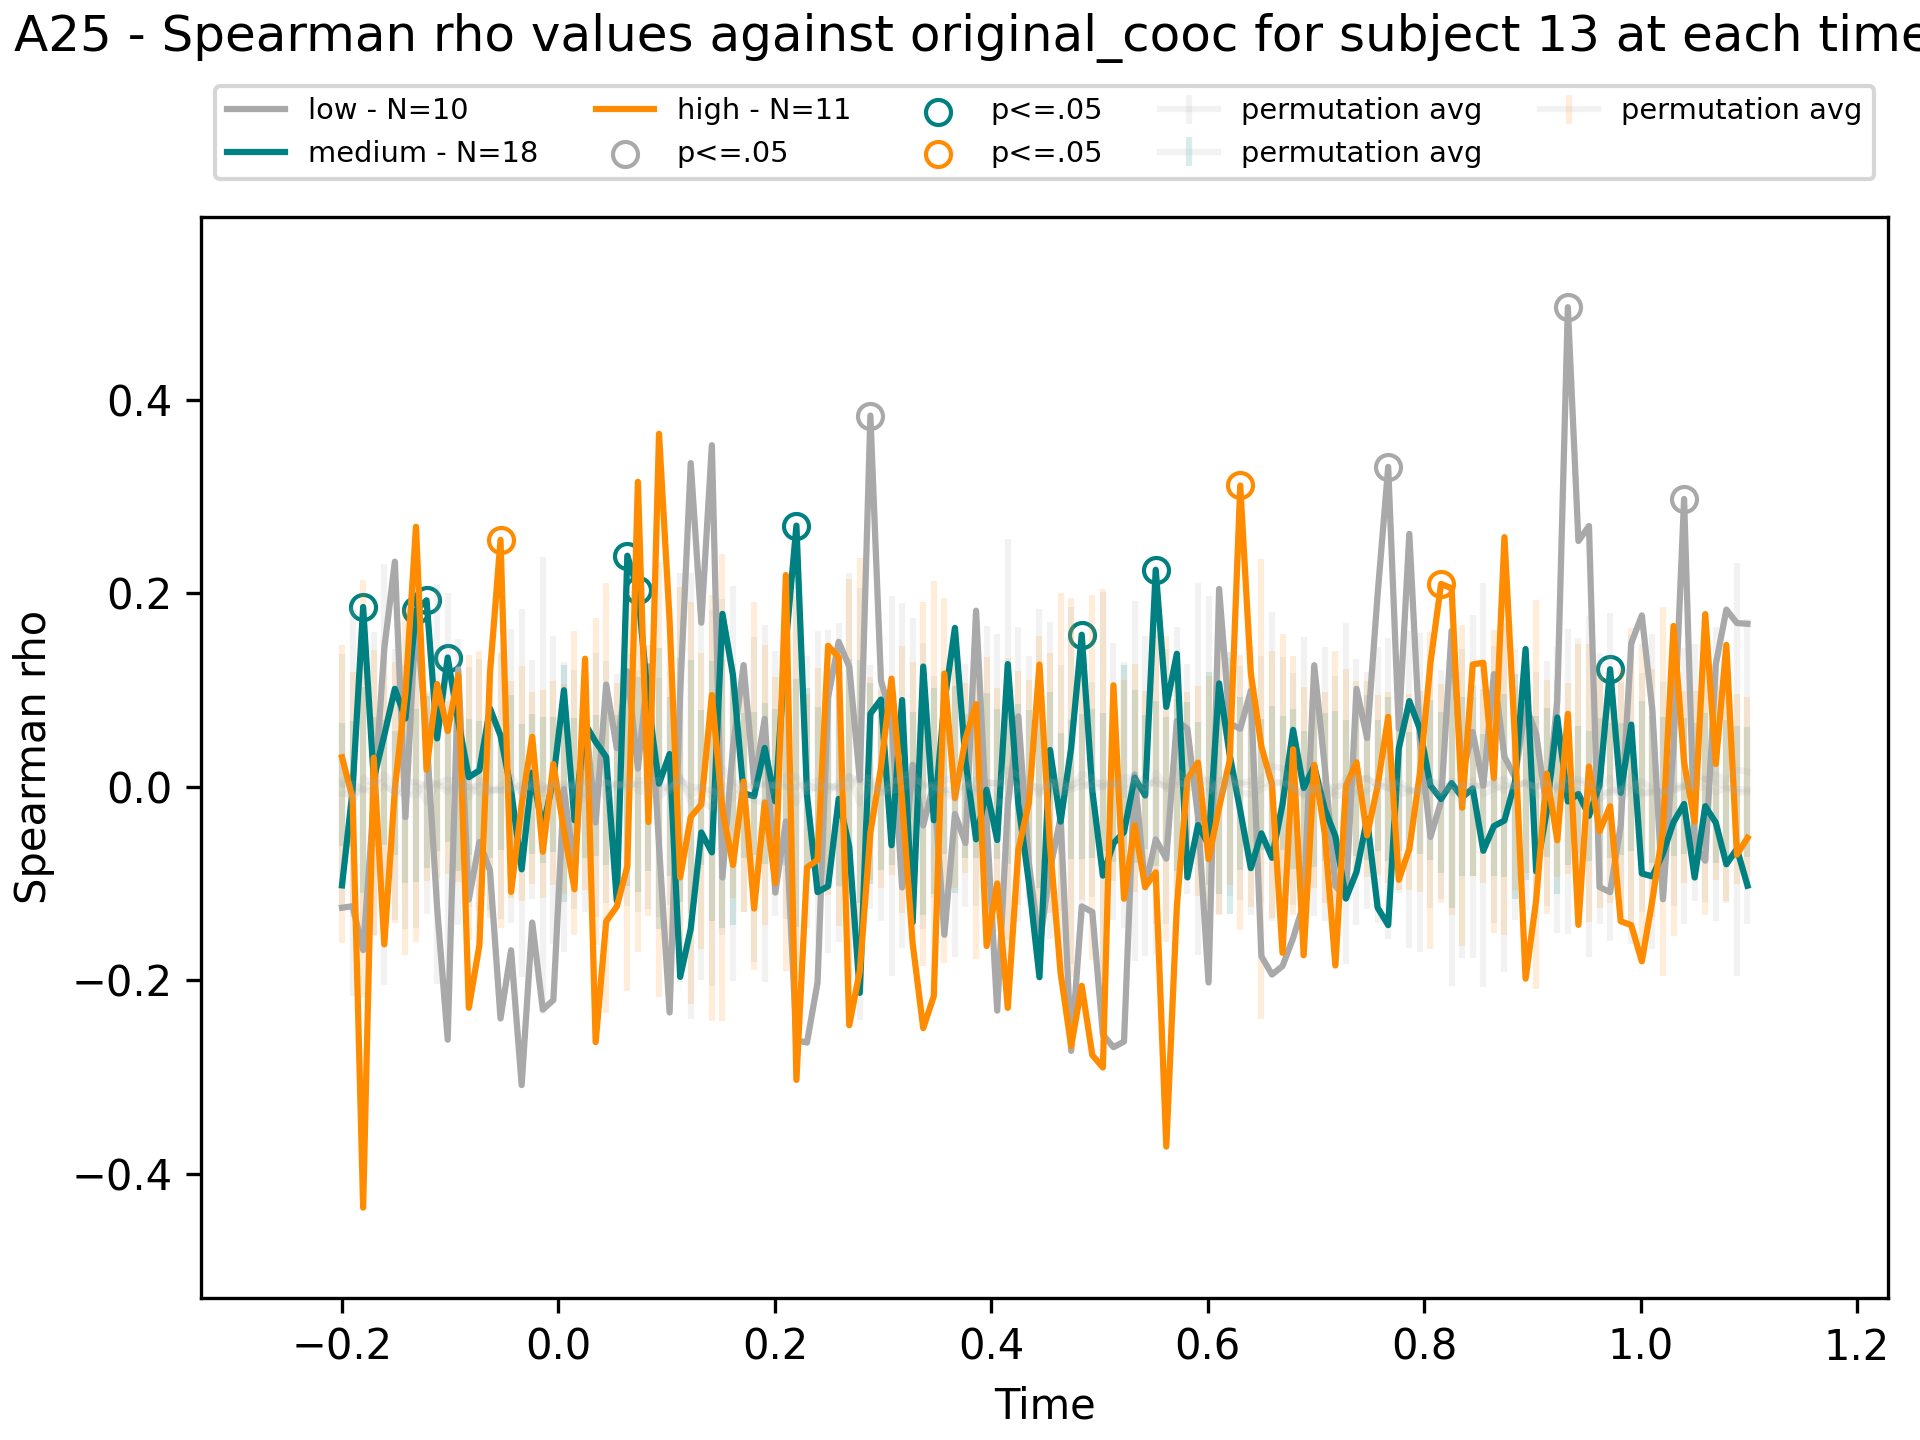 A25 - Spearman rho values against original_cooc for subject 13 at each time
low - N=10
medium - N=18
high - N=11
p<=.05
p<=.05
p<=.05
permutation avg
permutation avg
permutation avg
Spearman rho
0.4
0.2
0.0
−0.2
−0.4
−0.2 0.0 0.2 0.4 0.6 0.8 1.0 1.2
Time